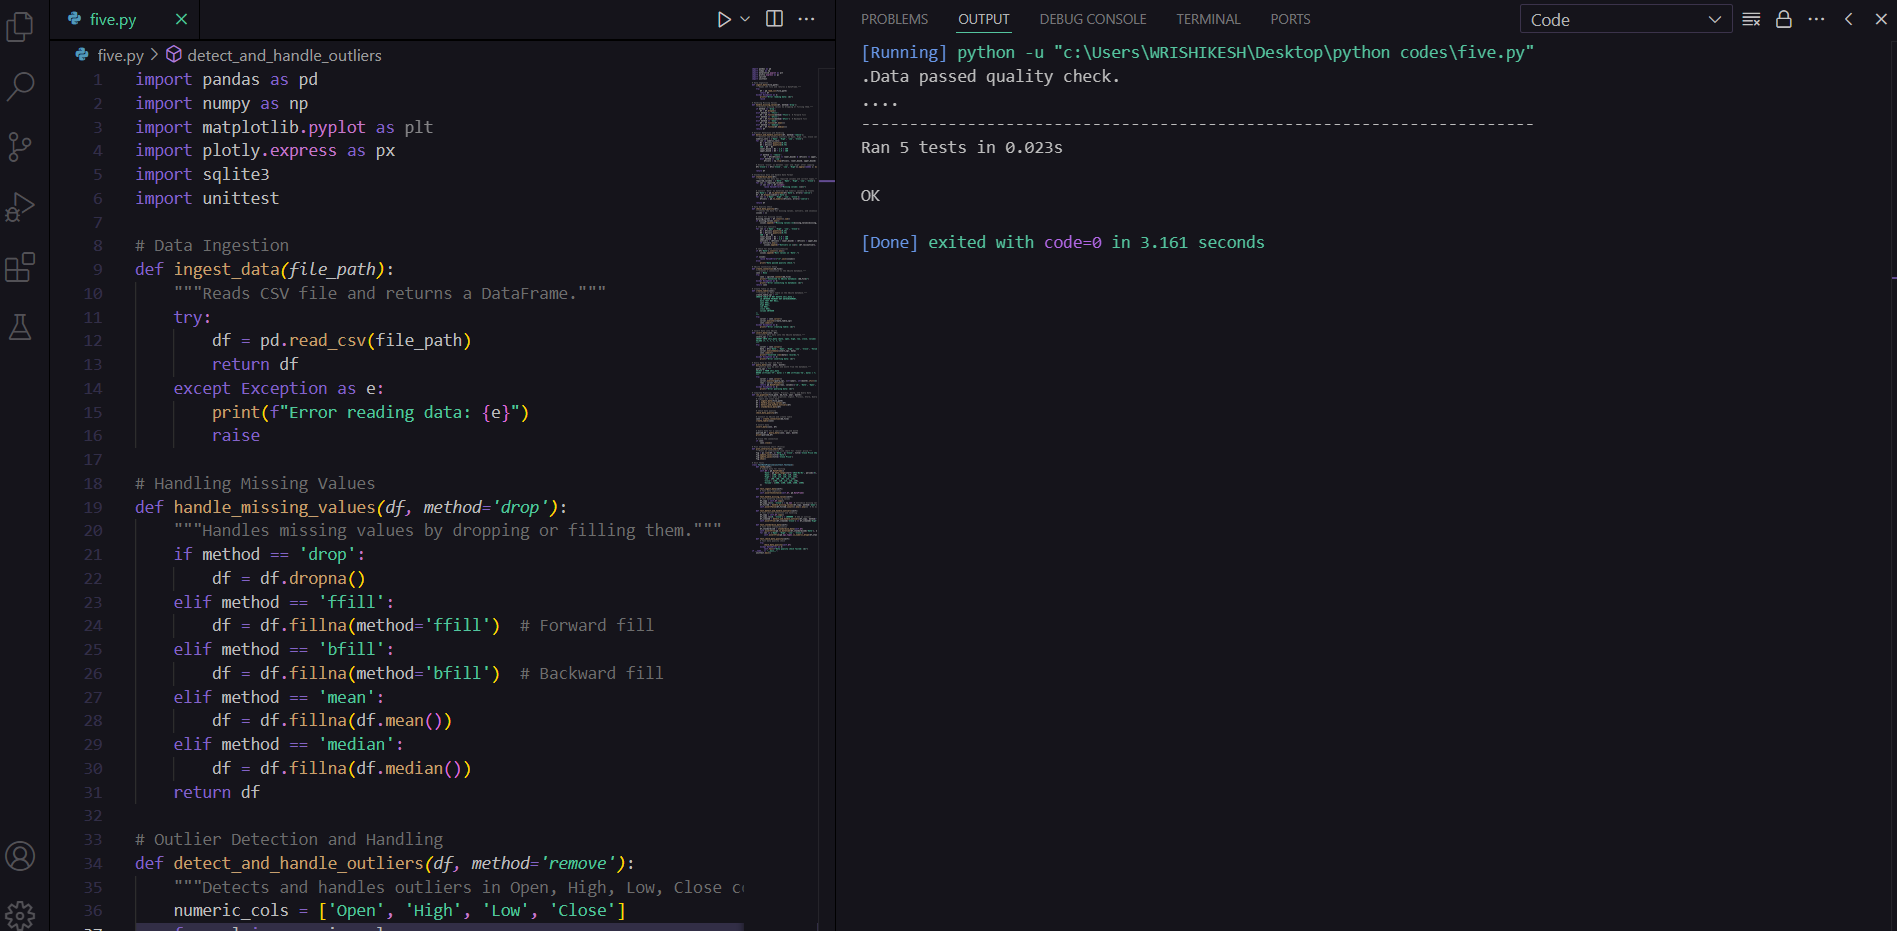 five.py
five.py > detect_and_handle_outliers
1 import pandas as pd
2 import numpy as np
3 import matplotlib.pyplot as plt
4 import plotly.express as px
5 import sqlite3
6 import unittest
7
8 # Data Ingestion
9 def ingest_data(file_path):
10 """Reads CSV file and returns a DataFrame."""
11 try:
12 df = pd.read_csv(file_path)
13 return df
14 except Exception as e:
15 print(f"Error reading data: {e}")
16 raise
17
18 # Handling Missing Values
19 def handle_missing_values(df, method='drop'):
20 """Handles missing values by dropping or filling them."""
21 if method == 'drop':
22 df = df.dropna()
23 elif method == 'ffill':
24 df = df.fillna(method='ffill')  # Forward fill
25 elif method == 'bfill':
26 df = df.fillna(method='bfill')  # Backward fill
27 elif method == 'mean':
28 df = df.fillna(df.mean())
29 elif method == 'median':
30 df = df.fillna(df.median())
31 return df
32
33 # Outlier Detection and Handling
34 def detect_and_handle_outliers(df, method='remove'):
35 """Detects and handles outliers in Open, High, Low, Close
36 numeric_cols = ['Open', 'High', 'Low', 'Close']
PROBLEMS OUTPUT DEBUG CONSOLE TERMINAL PORTS Code
[Running] python -u "c:\Users\WRISHIKESH\Desktop\python codes\five.py"
.Data passed quality check.
....
----------------------------------------------------------------------
Ran 5 tests in 0.023s
OK
[Done] exited with code=0 in 3.161 seconds